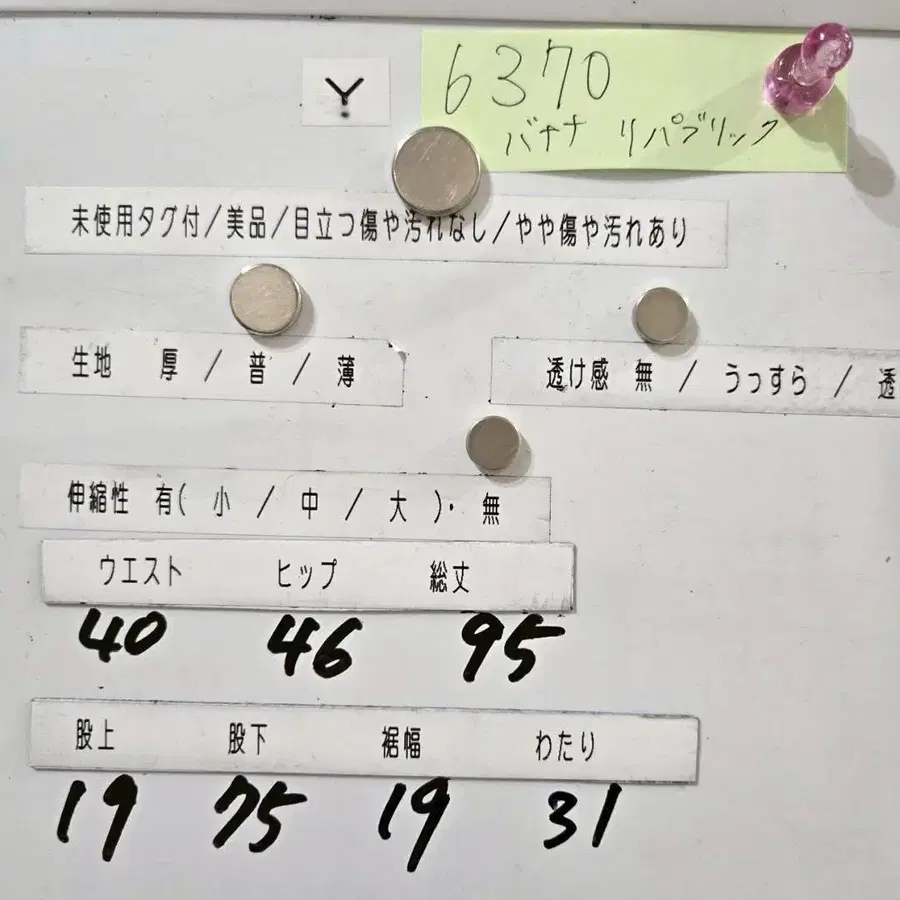 Y
6370
バナナ リパブリック
未使用タグ付/美品/目立つ傷や汚れなし/やや傷や汚れあり
生地 厚 / 普 / 薄
透け感 無 / うっすら / 透
伸縮性 有( 小 / 中 / 大 )・ 無
ウエスト ヒップ 総丈
40 46 95
股上 股下 裾幅 わたり
19 75 19 31